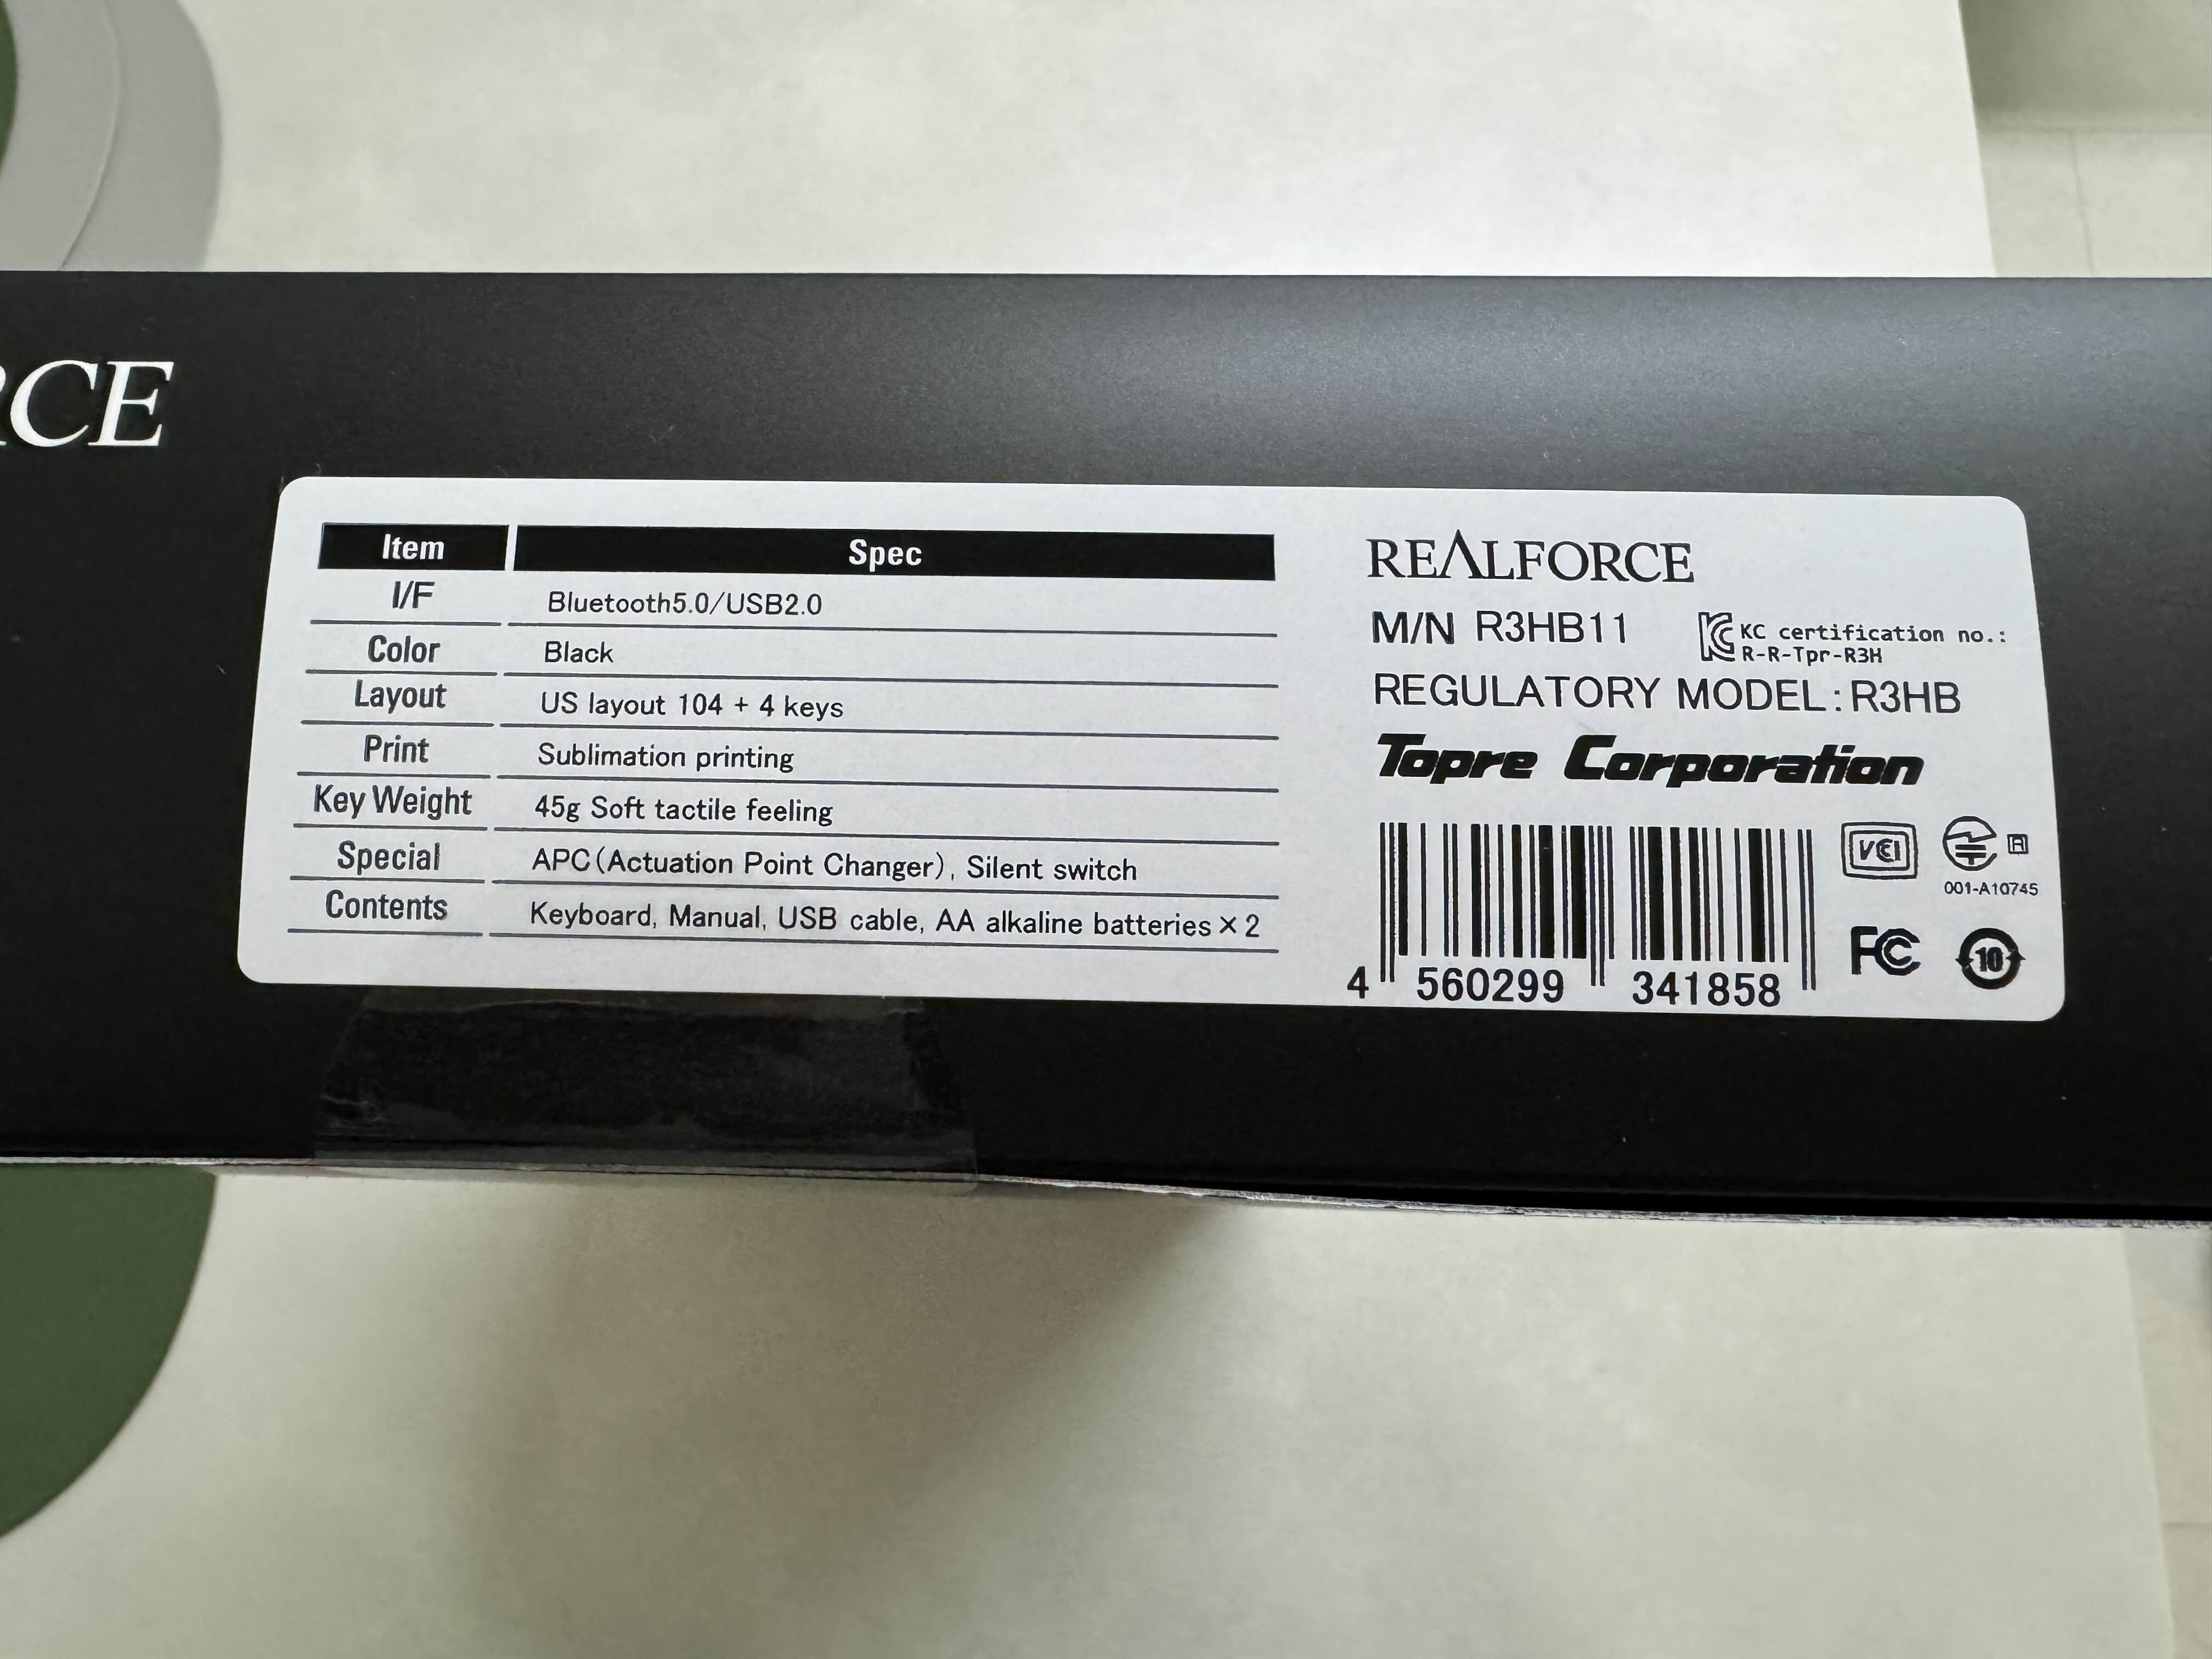 RCE
Item Spec
I/F Bluetooth5.0/USB2.0
Color Black
Layout US layout 104 + 4 keys
Print Sublimation printing
Key Weight 45g Soft tactile feeling
Special APC(Actuation Point Changer), Silent switch
Contents Keyboard, Manual, USB cable, AA alkaline batteries×2
REALFORCE
M/N R3HB11
KC certification no.:
R-R-Tpr-R3H
REGULATORY MODEL:R3HB
Topre Corporation
VCCI
R
001-A10745
FC
10
4 560299 341858